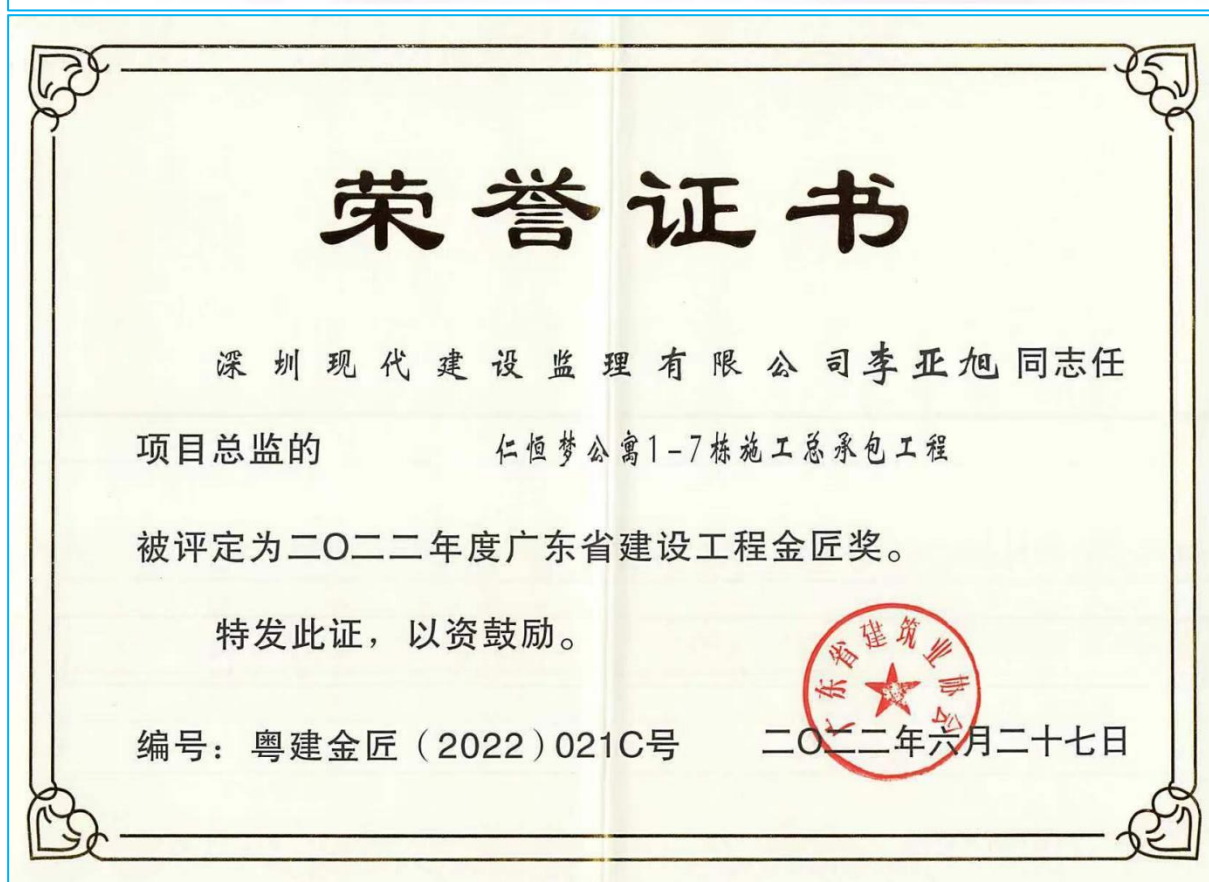 荣誉证书
深圳现代建设监理有限公司李亚旭同志任
项目总监的 仁恒梦公寓1-7栋施工总承包工程
被评定为二〇二二年度广东省建设工程金匠奖。
特发此证，以资鼓励。
广东省建筑业协会
编号：粤建金匠（2022）021C号 二〇二二年六月二十七日